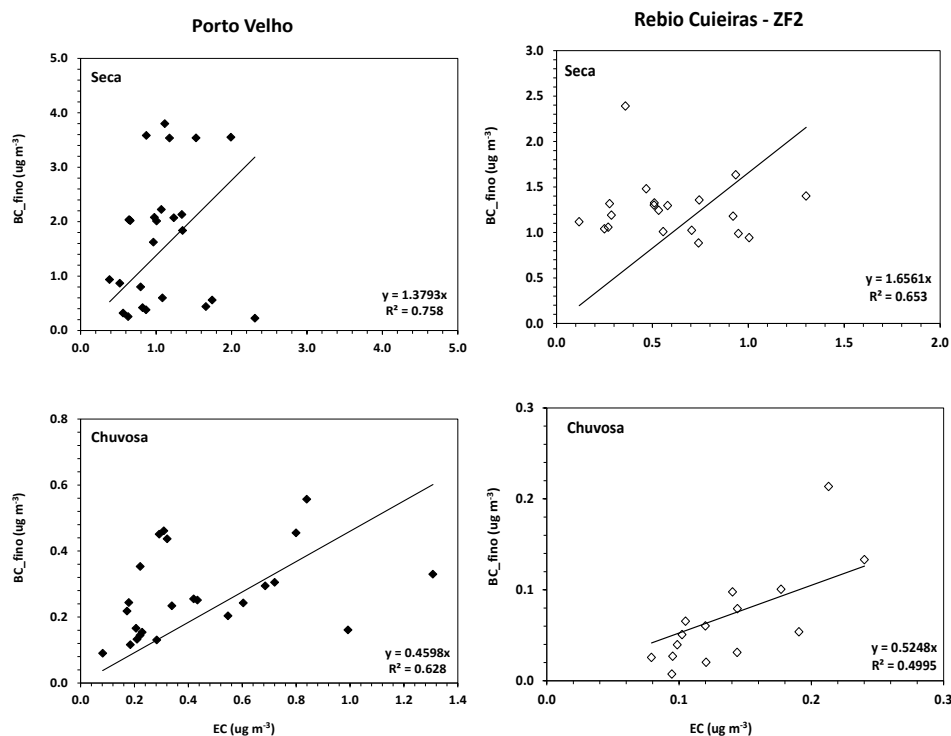 Porto Velho
Rebio Cuieiras - ZF2
5.0
4.0
3.0
2.0
1.0
0.0
BC_fino (ug m⁻³)
Seca
y = 1.3793x
R² = 0.758
0.0 1.0 2.0 3.0 4.0 5.0
3.0
2.5
2.0
1.5
1.0
0.5
0.0
BC_fino (ug m⁻³)
Seca
y = 1.6561x
R² = 0.653
0.0 0.5 1.0 1.5 2.0
0.8
0.6
0.4
0.2
0.0
BC_fino (ug m⁻³)
Chuvosa
y = 0.4598x
R² = 0.628
0.0 0.2 0.4 0.6 0.8 1.0 1.2 1.4
EC (ug m⁻³)
0.3
0.2
0.1
0.0
BC_fino (ug m⁻³)
Chuvosa
y = 0.5248x
R² = 0.4995
0.0 0.1 0.2 0.3
EC (ug m⁻³)